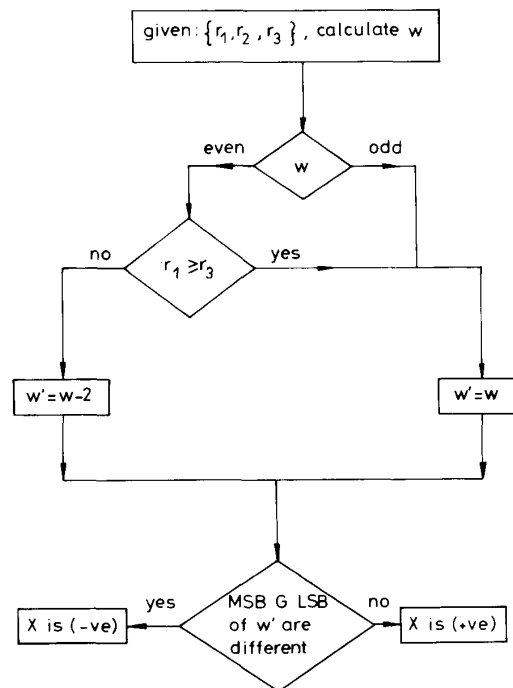 given: {r₁, r₂, r₃}, calculate w
even
odd
w
no
yes
r₁ ≥ r₃
w' = w-2
w' = w
yes
MSB G LSB
of w' are
different
no
X is (-ve)
X is (+ve)